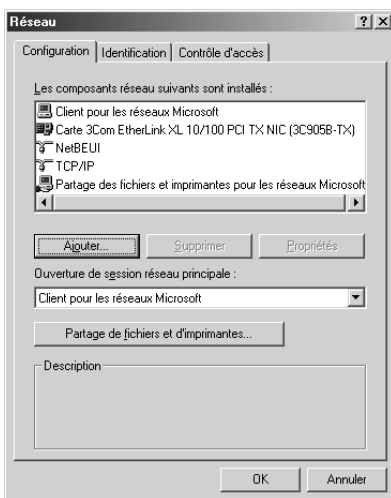 Réseau
Configuration Identification Contrôle d'accès
Les composants réseau suivants sont installés :
Client pour les réseaux Microsoft
Carte 3Com EtherLink XL 10/100 PCI TX NIC (3C905B-TX)
NetBEUI
TCP/IP
Partage des fichiers et imprimantes pour les réseaux Microsoft
Ajouter... Supprimer Propriétés
Ouverture de session réseau principale :
Client pour les réseaux Microsoft
Partage de fichiers et d'imprimantes...
Description
OK Annuler